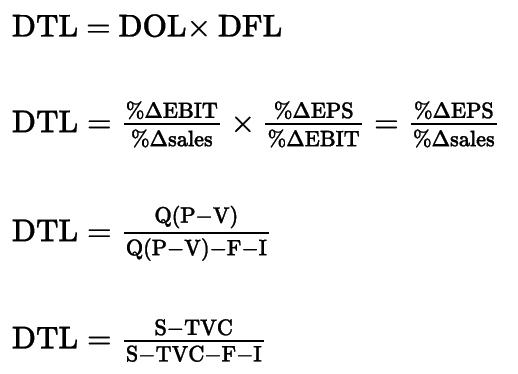 DTL = DOL× DFL
DTL = %ΔEBIT/%Δsales × %ΔEPS/%ΔEBIT = %ΔEPS/%Δsales
DTL = Q(P−V)/Q(P−V)−F−I
DTL = S−TVC/S−TVC−F−I